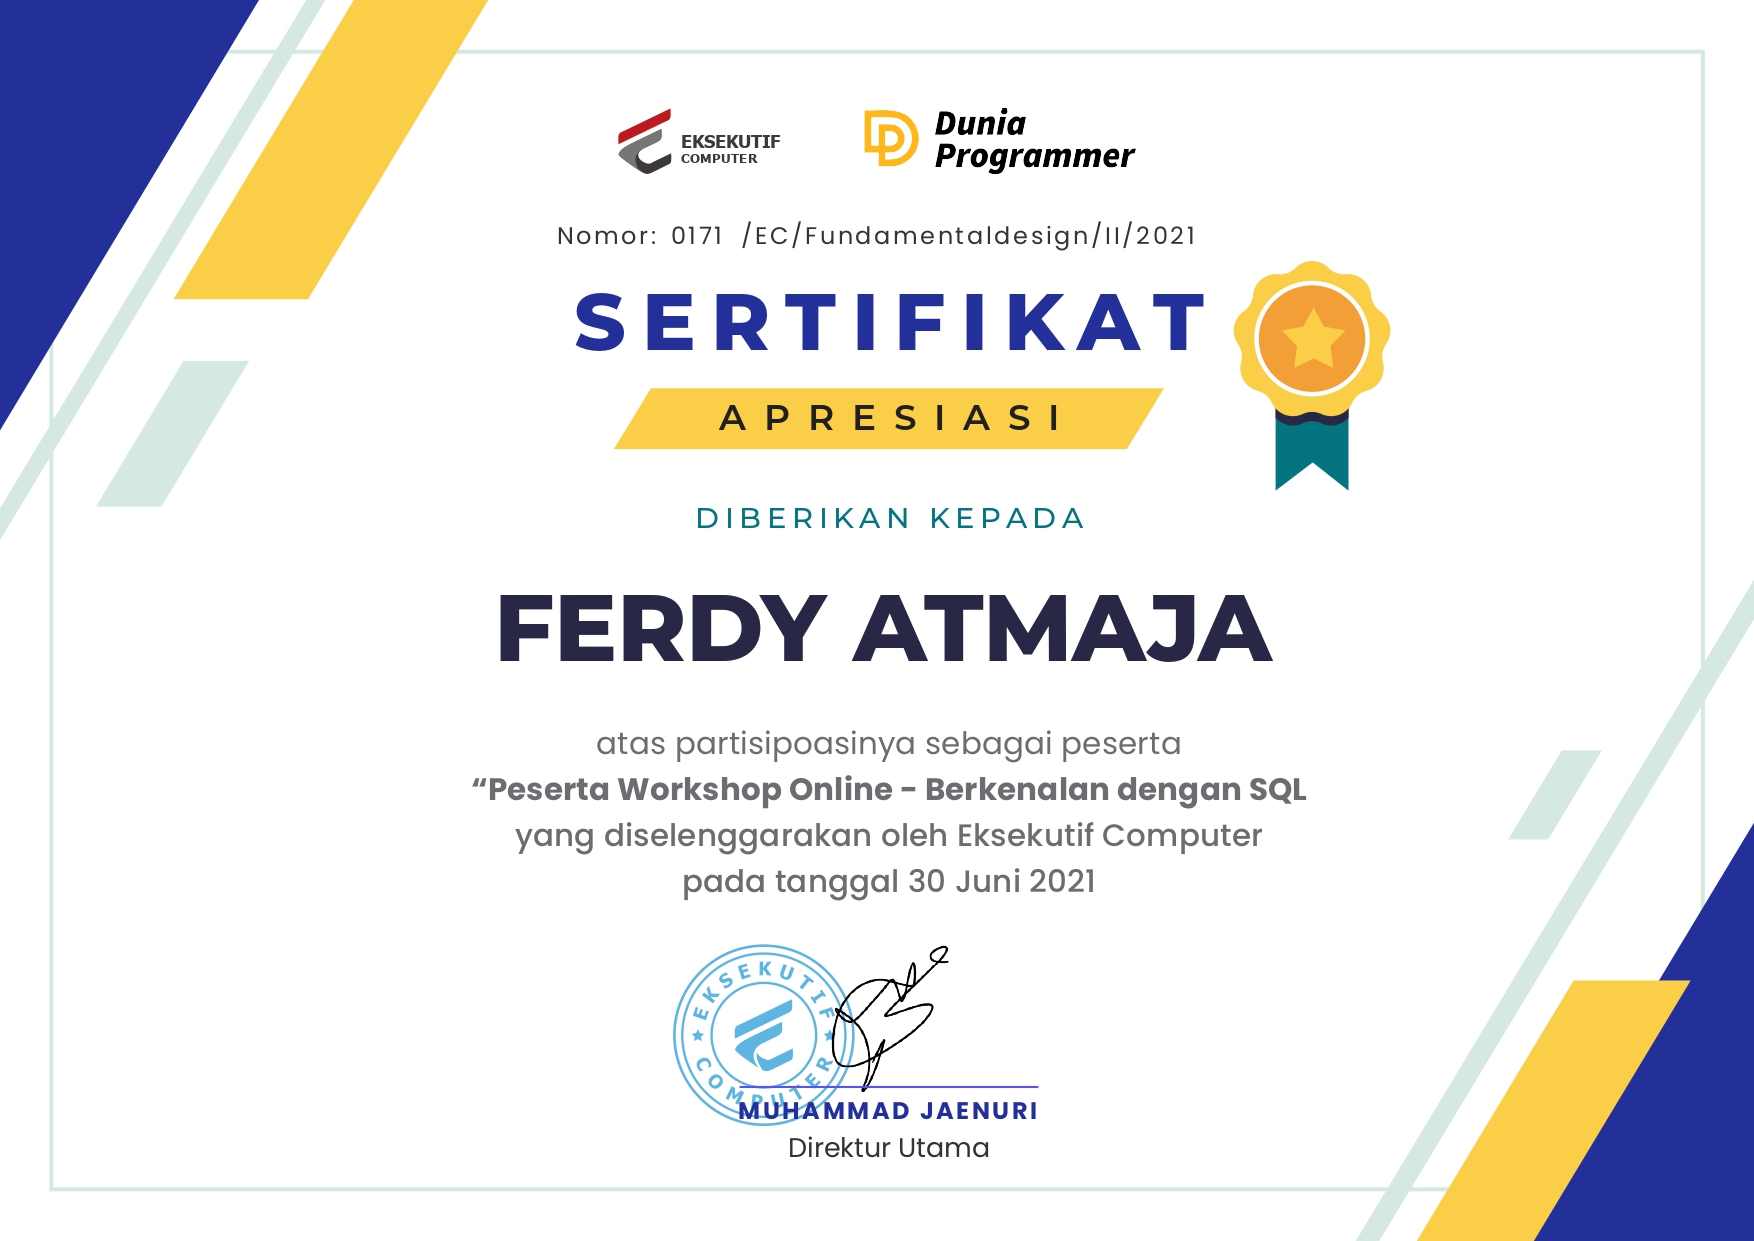 EKSEKUTIF
COMPUTER
Dunia
Programmer
Nomor: 0171 /EC/Fundamentaldesign/II/2021
SERTIFIKAT
APRESIASI
DIBERIKAN KEPADA
FERDY ATMAJA
atas partisipoasinya sebagai peserta
“Peserta Workshop Online - Berkenalan dengan SQL
yang diselenggarakan oleh Eksekutif Computer
pada tanggal 30 Juni 2021
EKSEKUTIF
COMPUTER
MUHAMMAD JAENURI
Direktur Utama